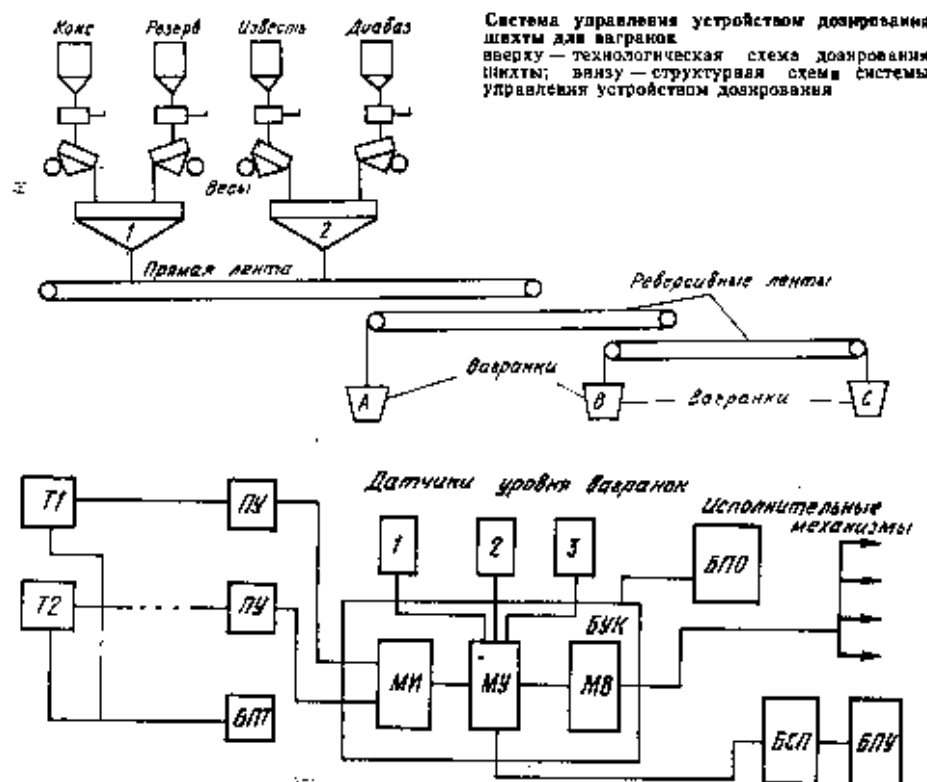 Система управления устройством дозирования
шихты для вагранок
вверху — технологическая схема дозирования
шихты; внизу — структурная схема системы
управления устройством дозирования
Кокс Резерв Известь Диабаз
Весы
1 2
Прямая лента
Реверсивные ленты
Вагранки
А В Вагранки С
Датчики уровня вагранок
Исполнительные
механизмы
Т1 ПУ
1 2 3
БПО
Т2 ПУ
БУК
МИ МУ МВ
БПТ
БСП БПУ